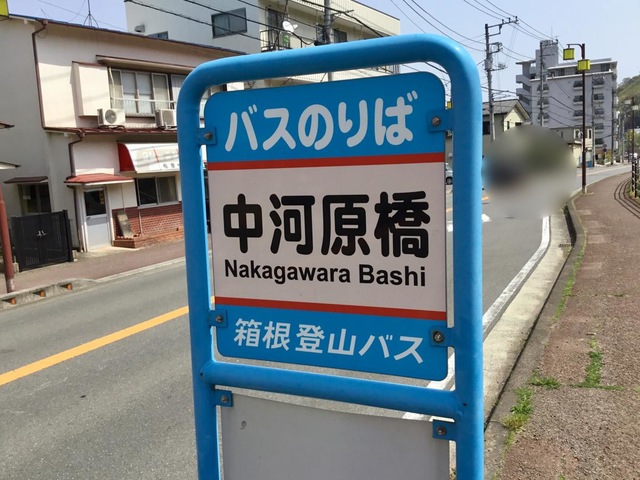 バスのりば
中河原橋
Nakagawara Bashi
箱根登山バス